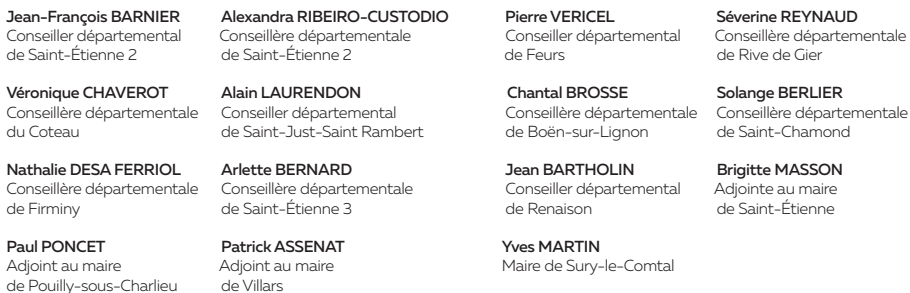 Jean-François BARNIER
Conseiller départemental
de Saint-Étienne 2
Alexandra RIBEIRO-CUSTODIO
Conseillère départementale
de Saint-Étienne 2
Pierre VERICEL
Conseiller départemental
de Feurs
Séverine REYNAUD
Conseillère départementale
de Rive de Gier
Véronique CHAVEROT
Conseillère départementale
du Coteau
Alain LAURENDON
Conseiller départemental
de Saint-Just-Saint Rambert
Chantal BROSSE
Conseillère départementale
de Boën-sur-Lignon
Solange BERLIER
Conseillère départementale
de Saint-Chamond
Nathalie DESA FERRIOL
Conseillère départementale
de Firminy
Arlette BERNARD
Conseillère départementale
de Saint-Étienne 3
Jean BARTHOLIN
Conseiller départemental
de Renaison
Brigitte MASSON
Adjointe au maire
de Saint-Étienne
Paul PONCET
Adjoint au maire
de Pouilly-sous-Charlieu
Patrick ASSENAT
Adjoint au maire
de Villars
Yves MARTIN
Maire de Sury-le-Comtal